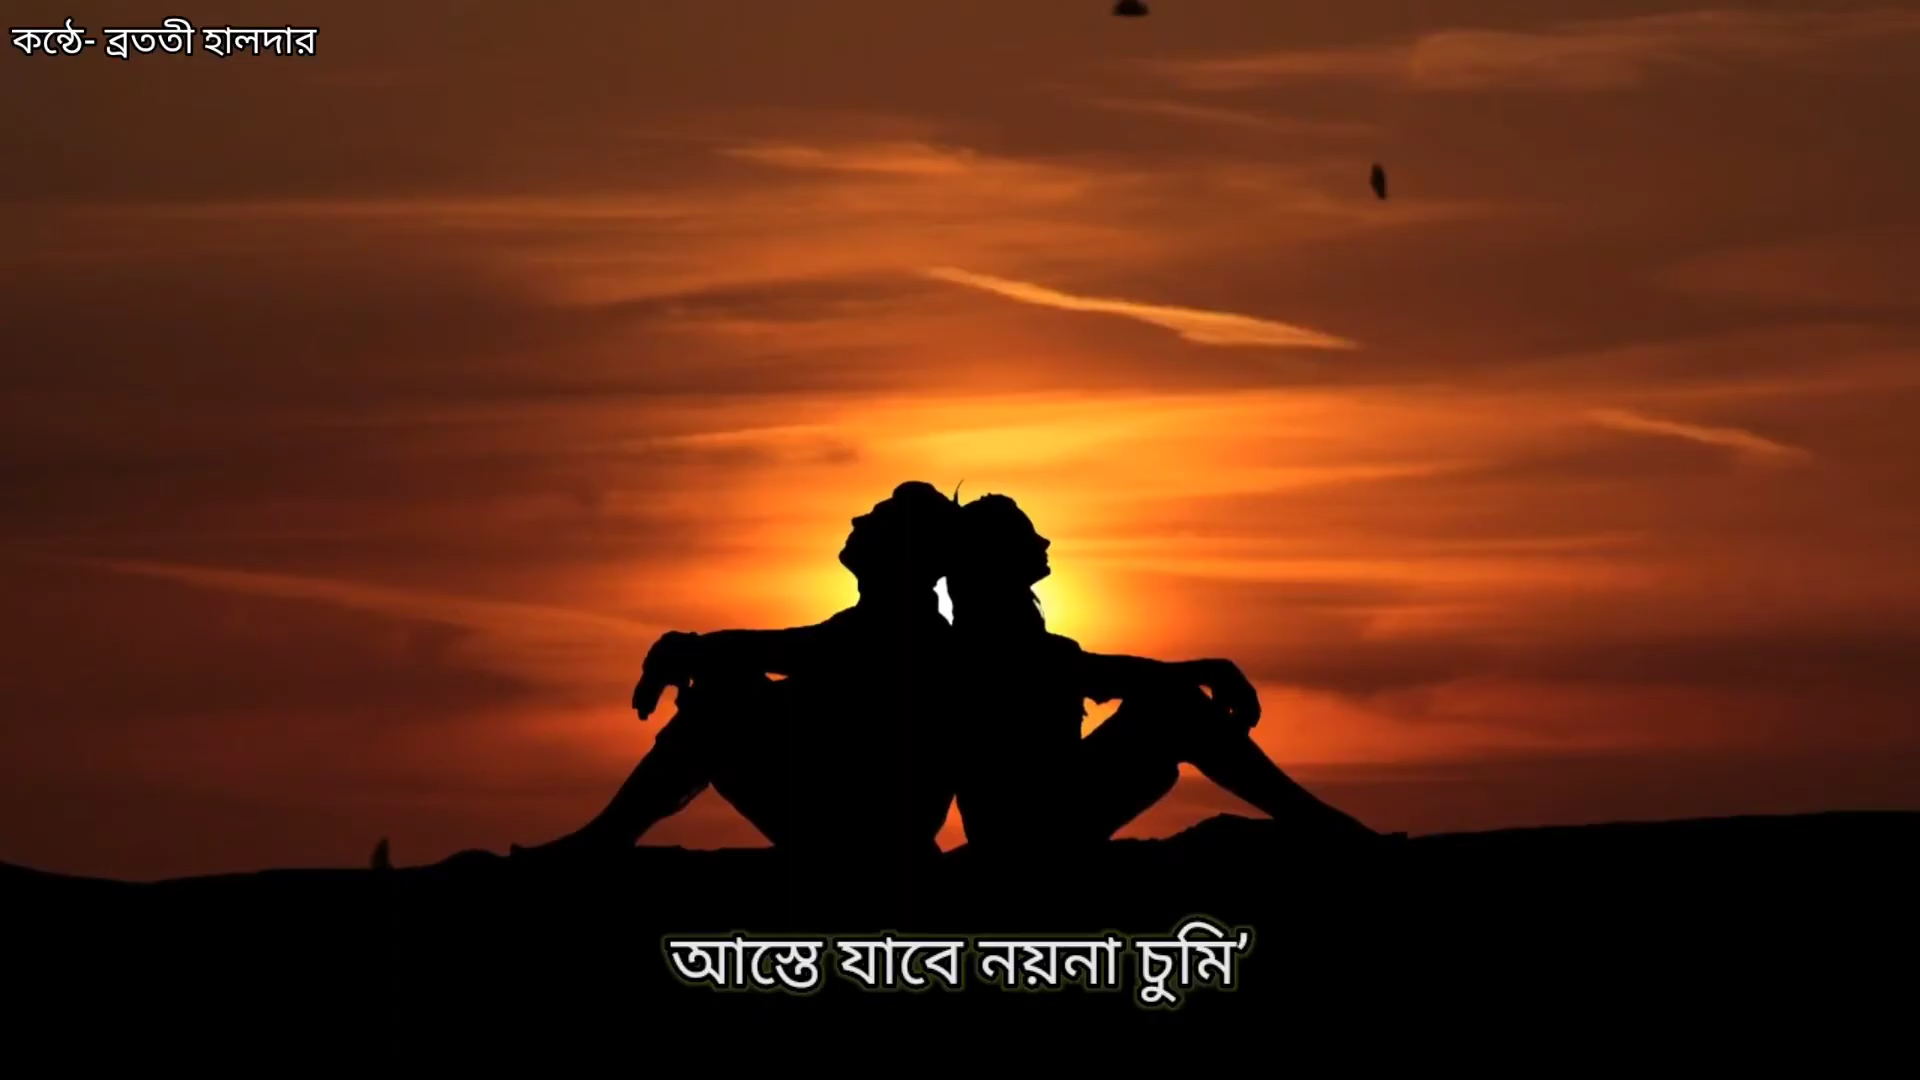 কন্ঠে- ব্রততী হালদার
আস্তে যাবে নয়না চুমি’